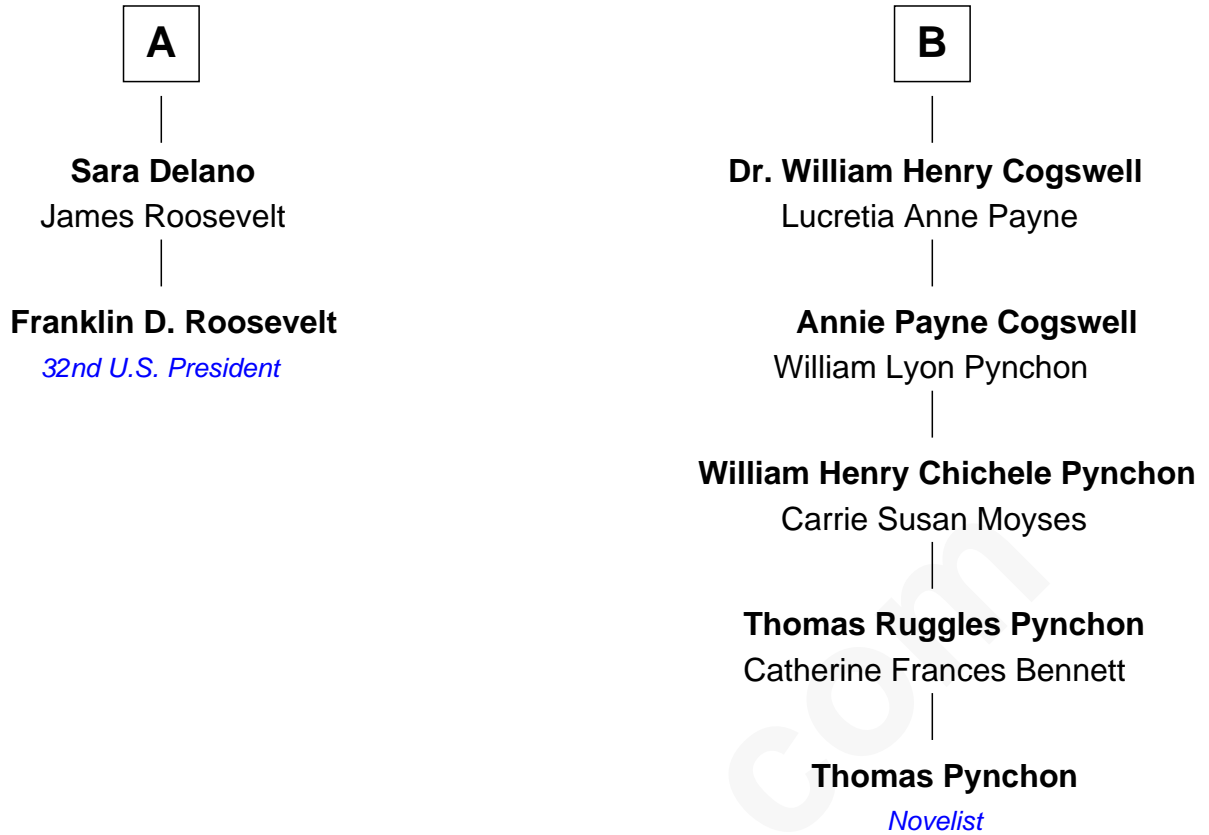 A
Sara Delano
James Roosevelt
Franklin D. Roosevelt
32nd U.S. President
B
Dr. William Henry Cogswell
Lucretia Anne Payne
Annie Payne Cogswell
William Lyon Pynchon
William Henry Chichele Pynchon
Carrie Susan Moyses
Thomas Ruggles Pynchon
Catherine Frances Bennett
Thomas Pynchon
Novelist
com